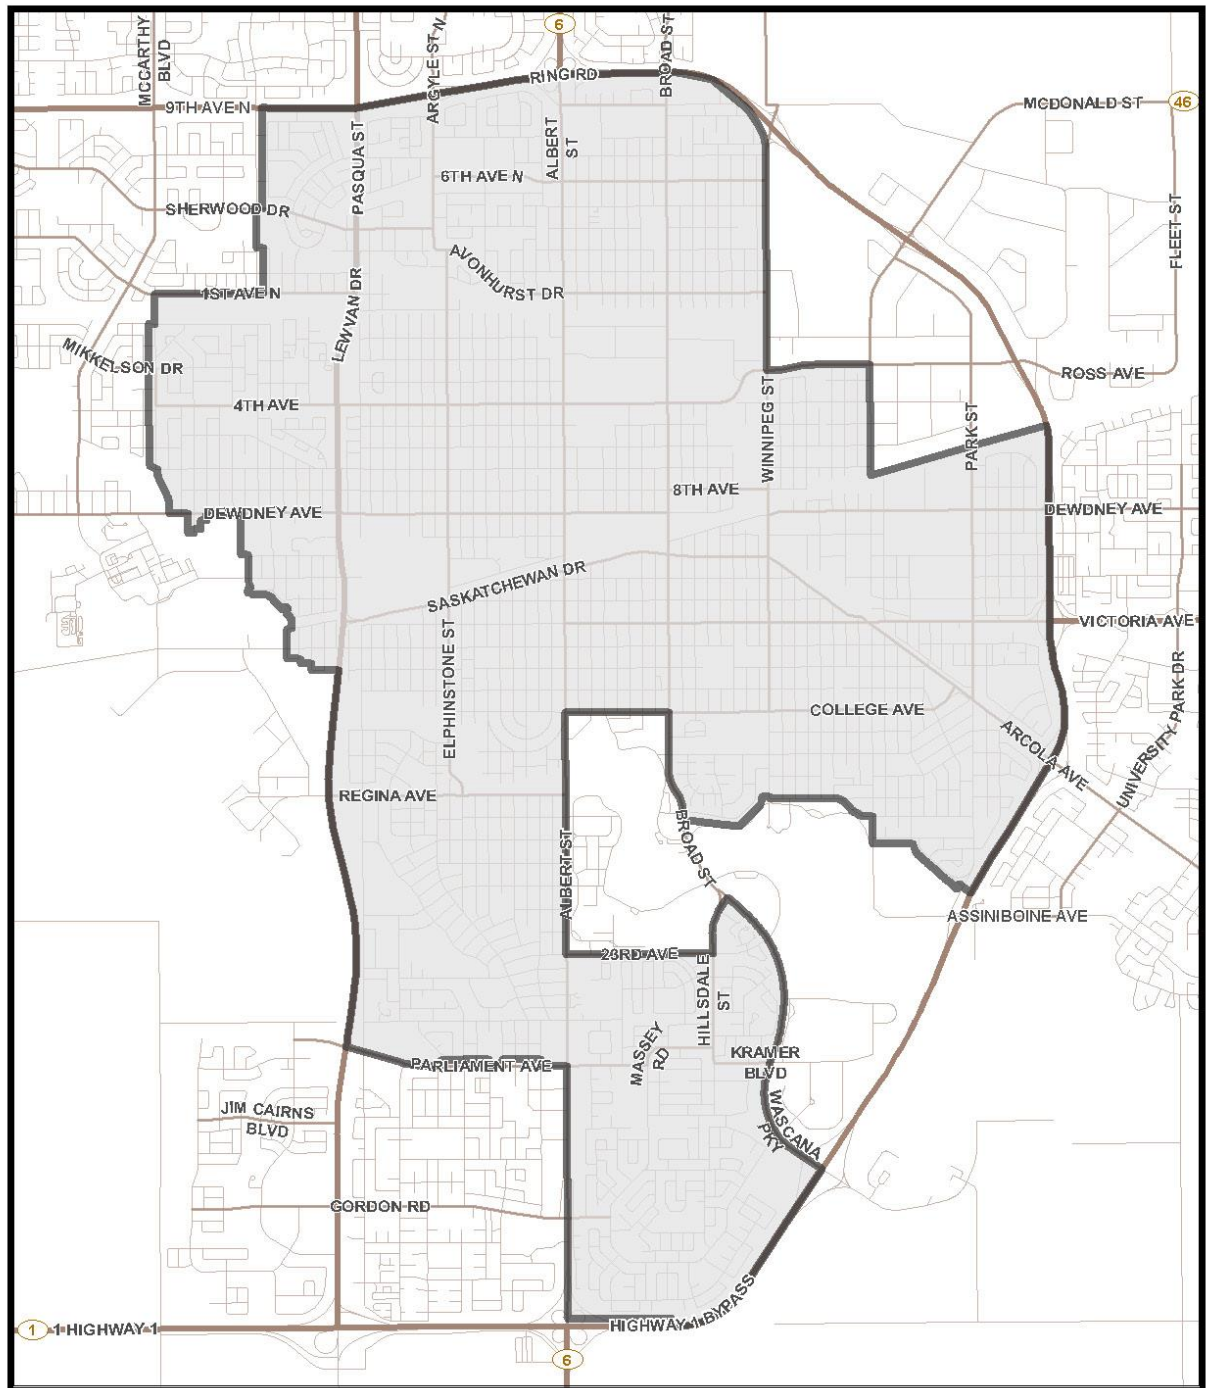 MCCARTHY
BLVD
ARGYLE ST N
6
BROAD ST
RING RD
9TH AVE N
MCDONALD ST
46
ALBERT
ST
PASQUA ST
6TH AVE N
SHERWOOD DR
FLEET ST
AVONHURST DR
1ST AVE N
LEWVAN DR
MIKKELSON DR
ROSS AVE
4TH AVE
WINNIPEG ST
PARK ST
8TH AVE
DEWDNEY AVE
DEWDNEY AVE
SASKATCHEWAN DR
VICTORIA AVE
ELPHINSTONE ST
UNIVERSITY PARK DR
COLLEGE AVE
ARCOLA AVE
REGINA AVE
ALBERT ST
BROAD ST
ASSINIBOINE AVE
23RD AVE
HILLSDALE
ST
MASSEY
RD
KRAMER
BLVD
PARLIAMENT AVE
WASCANA
PKY
JIM CAIRNS
BLVD
GORDON RD
1
1 HIGHWAY 1
HIGHWAY 1 BYPASS
6